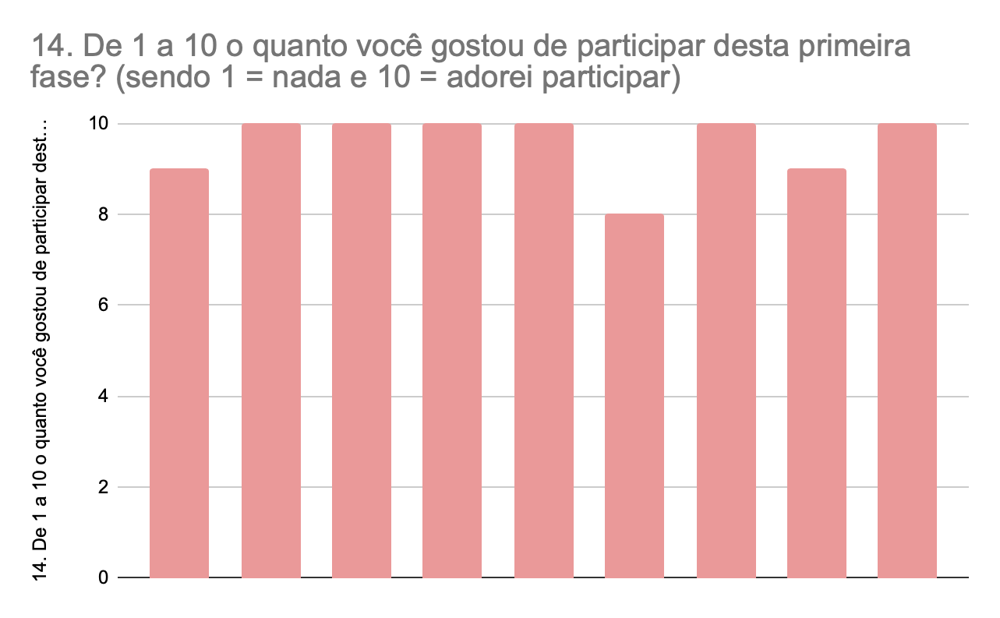 14. De 1 a 10 o quanto você gostou de participar desta primeira
fase? (sendo 1 = nada e 10 = adorei participar)
14. De 1 a 10 o quanto você gostou de participar dest…
10
8
6
4
2
0